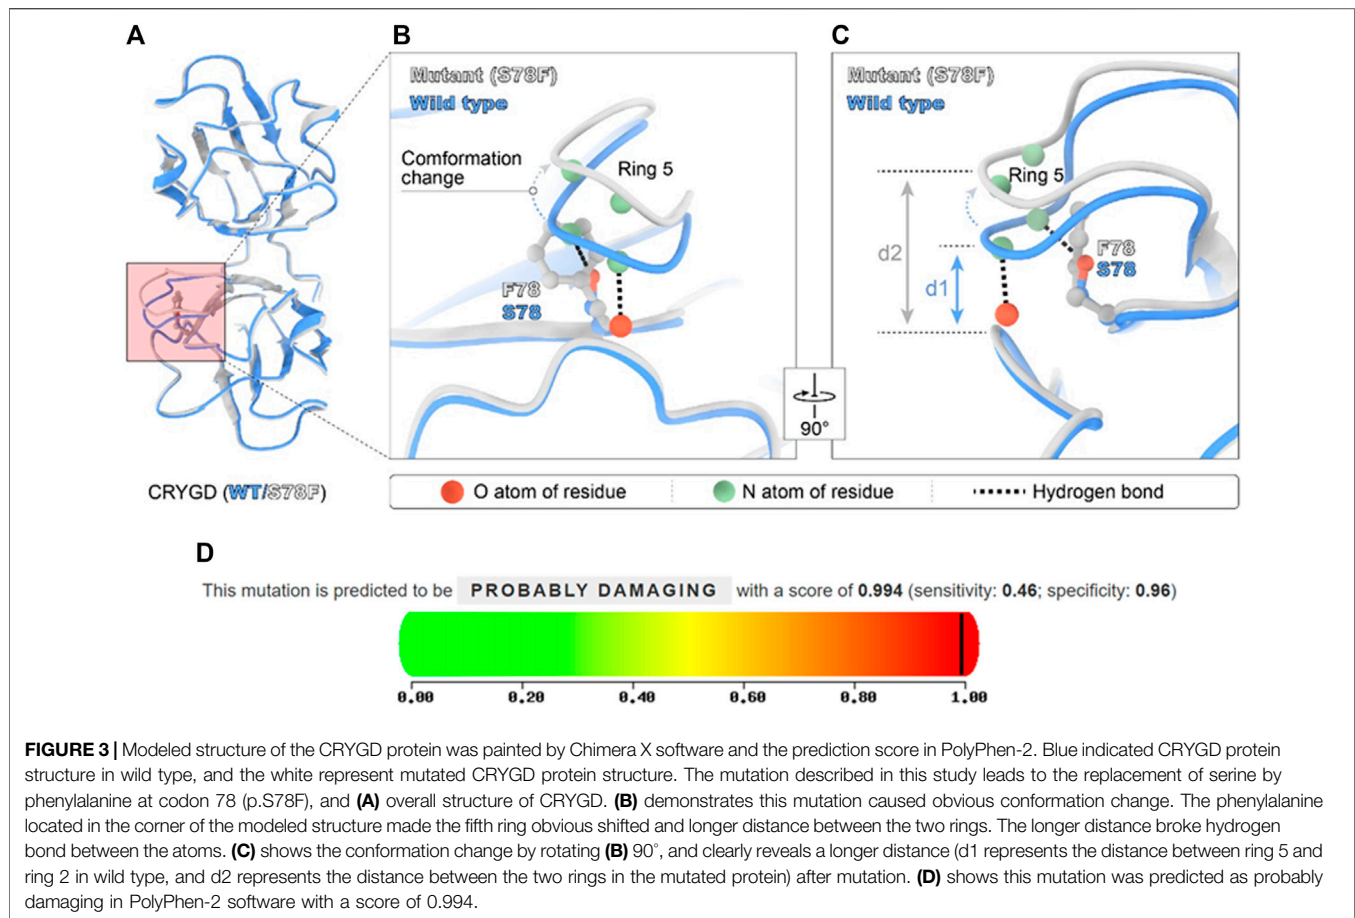 A
B
C
Mutant (S78F)
Wild type
Comformation
change
Ring 5
F78
S78
Mutant (S78F)
Wild type
Ring 5
d2
d1
F78
S78
90°
CRYGD (WT/S78F)
O atom of residue
N atom of residue
Hydrogen bond
D
This mutation is predicted to be PROBABLY DAMAGING with a score of 0.994 (sensitivity: 0.46; specificity: 0.96)
0.00 0.20 0.40 0.60 0.80 1.00
FIGURE 3 | Modeled structure of the CRYGD protein was painted by Chimera X software and the prediction score in PolyPhen-2. Blue indicated CRYGD protein
structure in wild type, and the white represent mutated CRYGD protein structure. The mutation described in this study leads to the replacement of serine by
phenylalanine at codon 78 (p.S78F), and (A) overall structure of CRYGD. (B) demonstrates this mutation caused obvious conformation change. The phenylalanine
located in the corner of the modeled structure made the fifth ring obvious shifted and longer distance between the two rings. The longer distance broke hydrogen
bond between the atoms. (C) shows the conformation change by rotating (B) 90°, and clearly reveals a longer distance (d1 represents the distance between ring 5 and
ring 2 in wild type, and d2 represents the distance between the two rings in the mutated protein) after mutation. (D) shows this mutation was predicted as probably
damaging in PolyPhen-2 software with a score of 0.994.